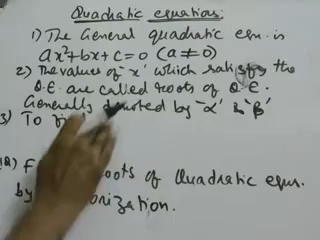 Quadratic equations:
1) The General quadratic eqn. is
ax²+bx+c=0 (a≠0)
2) The values of 'x' which satisfy the
Q.E. are called roots of Q.E.
Generally denoted by 'α' & 'β'
3) To
Roots of Quadratic eqns.
by